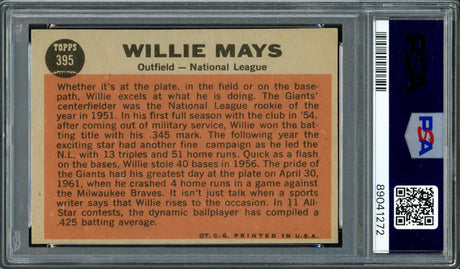 TOPPS
395
WILLIE MAYS
Outfield — National League
Whether it's at the plate, in the field or on the base-
path, Willie excels at what he is doing. The Giants'
centerfielder was the National League rookie of the
year in 1951. In his first full season with the club in '54,
after coming out of military service, Willie won the bat-
ting title with his .345 mark. The following year the
exciting star had another fine campaign as he led the
N.L. with 13 triples and 51 home runs. Quick as a flash
on the bases, Willie stole 40 bases in 1956. The pride of
the Giants had his greatest day at the plate on April 30,
1961, when he crashed 4 home runs in a game against
the Milwaukee Braves. It isn't just talk when a sports
writer says that Willie rises to the occasion. In 11 All-
Star contests, the dynamic ballplayer has compiled a
.425 batting average.
©T.C.G. PRINTED IN U.S.A.
PSA
PSA
89041272